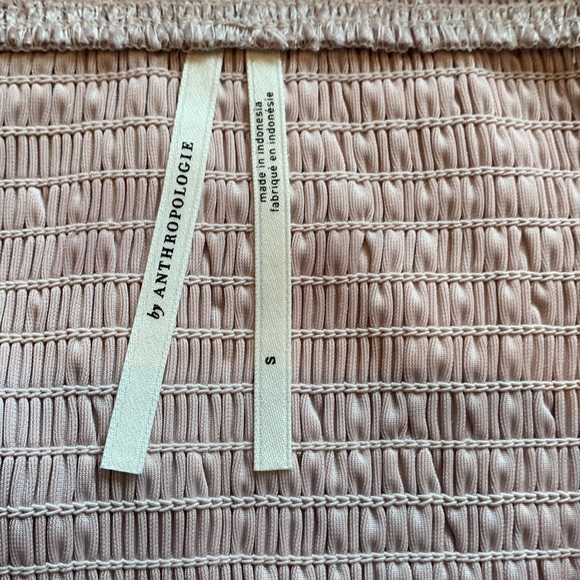 by ANTHROPOLOGIE
made in indonesia
fabriqué en indonésie
S